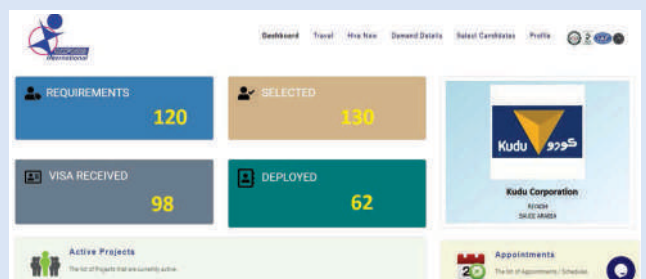 International
Dashboard Travel Hire Now Demand Details Select Candidates Profile
REQUIREMENTS
120
SELECTED
130
VISA RECEIVED
98
DEPLOYED
62
Kudu كودو
Kudu Corporation
RIYADH
SAUDI ARABIA
Active Projects
The list of Projects that are currently active.
Appointments
The list of Appointments / Schedules.